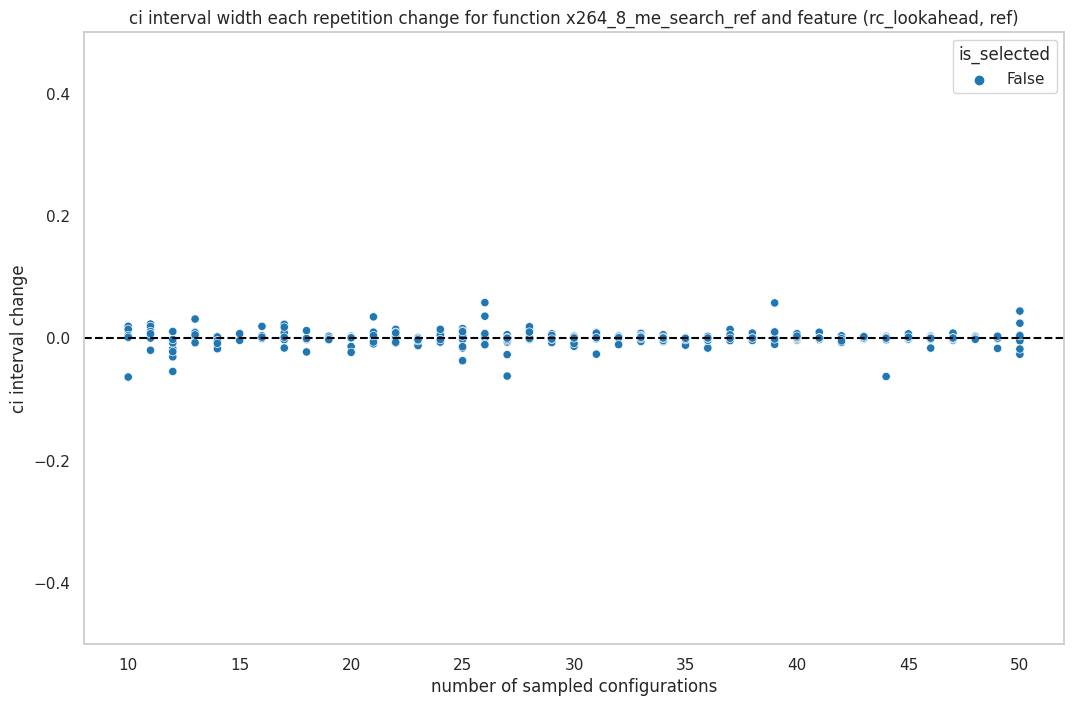 ci interval width each repetition change for function x264_8_me_search_ref and feature (rc_lookahead, ref)
is_selected
False
0.4
0.2
0.0
−0.2
−0.4
ci interval change
10 15 20 25 30 35 40 45 50
number of sampled configurations